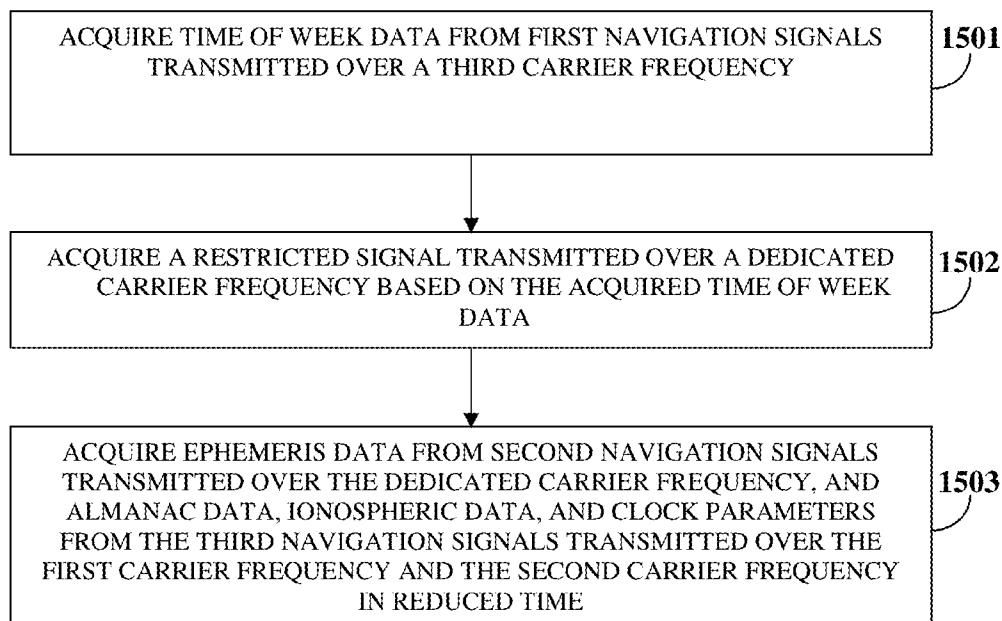 ACQUIRE TIME OF WEEK DATA FROM FIRST NAVIGATION SIGNALS
TRANSMITTED OVER A THIRD CARRIER FREQUENCY
1501
ACQUIRE A RESTRICTED SIGNAL TRANSMITTED OVER A DEDICATED
CARRIER FREQUENCY BASED ON THE ACQUIRED TIME OF WEEK
DATA
1502
ACQUIRE EPHEMERIS DATA FROM SECOND NAVIGATION SIGNALS
TRANSMITTED OVER THE DEDICATED CARRIER FREQUENCY, AND
ALMANAC DATA, IONOSPHERIC DATA, AND CLOCK PARAMETERS
FROM THE THIRD NAVIGATION SIGNALS TRANSMITTED OVER THE
FIRST CARRIER FREQUENCY AND THE SECOND CARRIER FREQUENCY
IN REDUCED TIME
1503